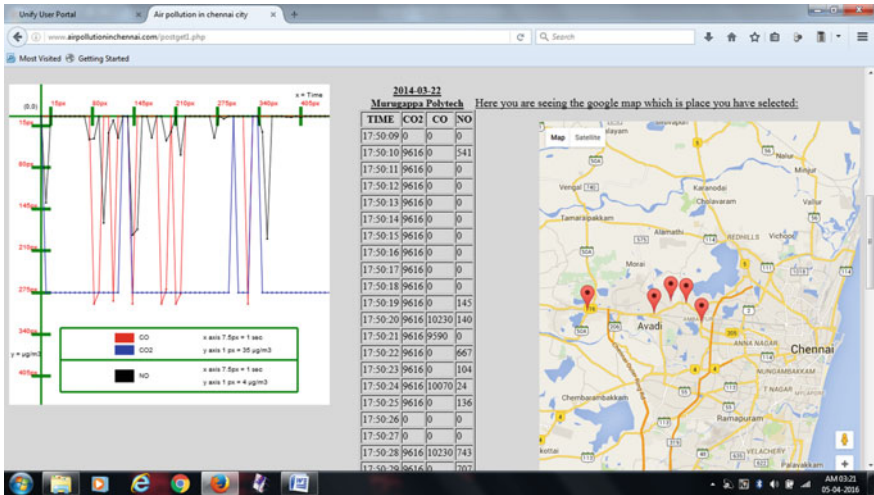 Unify User Portal
Air pollution in chennai city
www.airpollutioninchennai.com/postget1.php
Search
Most Visited Getting Started
x = Time
(0,0) 15px 80px 145px 210px 275px 340px 405px
15px
80px
145px
210px
275px
340px
y = µg/m3
405px
CO x axis 7.5px = 1 sec
CO2 y axis 1 px = 35 µg/m3
NO x axis 7.5px = 1 sec
y axis 1 px = 4 µg/m3
2014-03-22
Murugappa Polytech
TIME CO2 CO NO
17:50:09 0 0 0
17:50:10 9616 0 541
17:50:11 9616 0 0
17:50:12 9616 0 0
17:50:13 9616 0 0
17:50:14 9616 0 0
17:50:15 9616 0 0
17:50:16 9616 0 0
17:50:17 9616 0 0
17:50:18 9616 0 0
17:50:19 9616 0 145
17:50:20 9616 10230 140
17:50:21 9616 9590 0
17:50:22 9616 0 667
17:50:23 9616 0 104
17:50:24 9616 10070 24
17:50:25 9616 0 136
17:50:26 0 0 0
17:50:27 0 0 0
17:50:28 9616 10230 743
17:50:29 9616 0 707
Here you are seeing the google map which is place you have selected:
Map Satellite
Nalur
Minjur
Vengal
Karanodai
Cholavaram
Vallur
Tamaraipakkam
Alamathi
REDHILLS
Morai
Avadi
ANNA NAGAR
Chennai
NUNGAMBAKKAM
T NAGAR
MYLAPORE
Chembarambakkam
Ramapuram
VELACHERY
Palavakkam
AM 03:21
05-04-2016